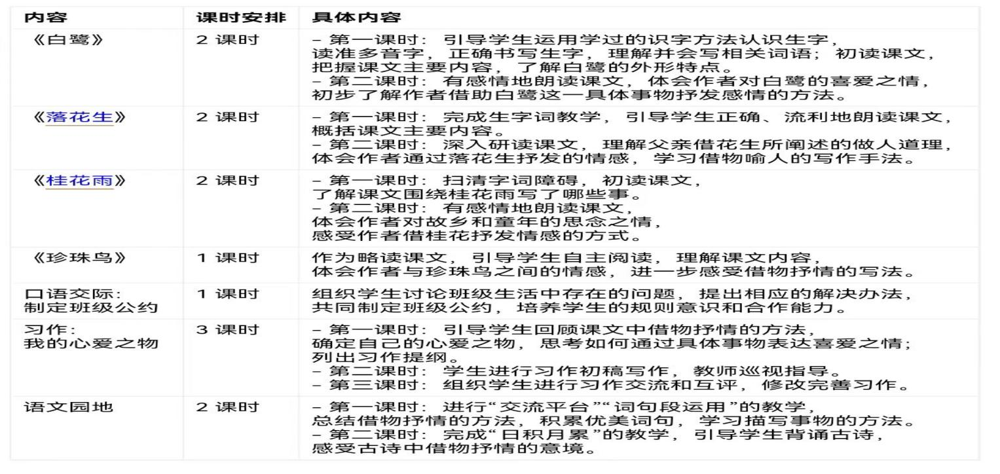 内容 课时安排 具体内容
《白鹭》 2 课时 – 第一课时：引导学生运用学过的识字方法认识生字，
读准多音字，正确书写生字，理解并会写相关词语；初读课文，
把握课文主要内容，了解白鹭的外形特点。
– 第二课时：有感情地朗读课文，体会作者对白鹭的喜爱之情，
初步了解作者借助白鹭这一具体事物抒发感情的方法。
《落花生》 2 课时 – 第一课时：完成生字词教学，引导学生正确、流利地朗读课文，
概括课文主要内容。
– 第二课时：深入研读课文，理解父亲借花生所阐述的做人道理，
体会作者通过落花生抒发的情感，学习借物喻人的写作手法。
《桂花雨》 2 课时 – 第一课时：扫清字词障碍，初读课文，
了解课文围绕桂花雨写了哪些事。
– 第二课时：有感情地朗读课文，
体会作者对故乡和童年的思念之情，
感受作者借桂花抒发情感的方式。
《珍珠鸟》 1 课时 作为略读课文，引导学生自主阅读，理解课文内容，
体会作者与珍珠鸟之间的情感，进一步感受借物抒情的写法。
口语交际： 1 课时 组织学生讨论班级生活中存在的问题，提出相应的解决办法，
制定班级公约 共同制定班级公约，培养学生的规则意识和合作能力。
习作： 3 课时 – 第一课时：引导学生回顾课文中借物抒情的方法，
我的心爱之物 确定自己的心爱之物，思考如何通过具体事物表达喜爱之情；
列出习作提纲。
– 第二课时：学生进行习作初稿写作，教师巡视指导。
– 第三课时：组织学生进行习作交流和互评，修改完善习作。
语文园地 2 课时 – 第一课时：进行“交流平台”“词句段运用”的教学，
总结借物抒情的方法，积累优美词句，学习描写事物的方法。
– 第二课时：完成“日积月累”的教学，引导学生背诵古诗，
感受古诗中借物抒情的意境。